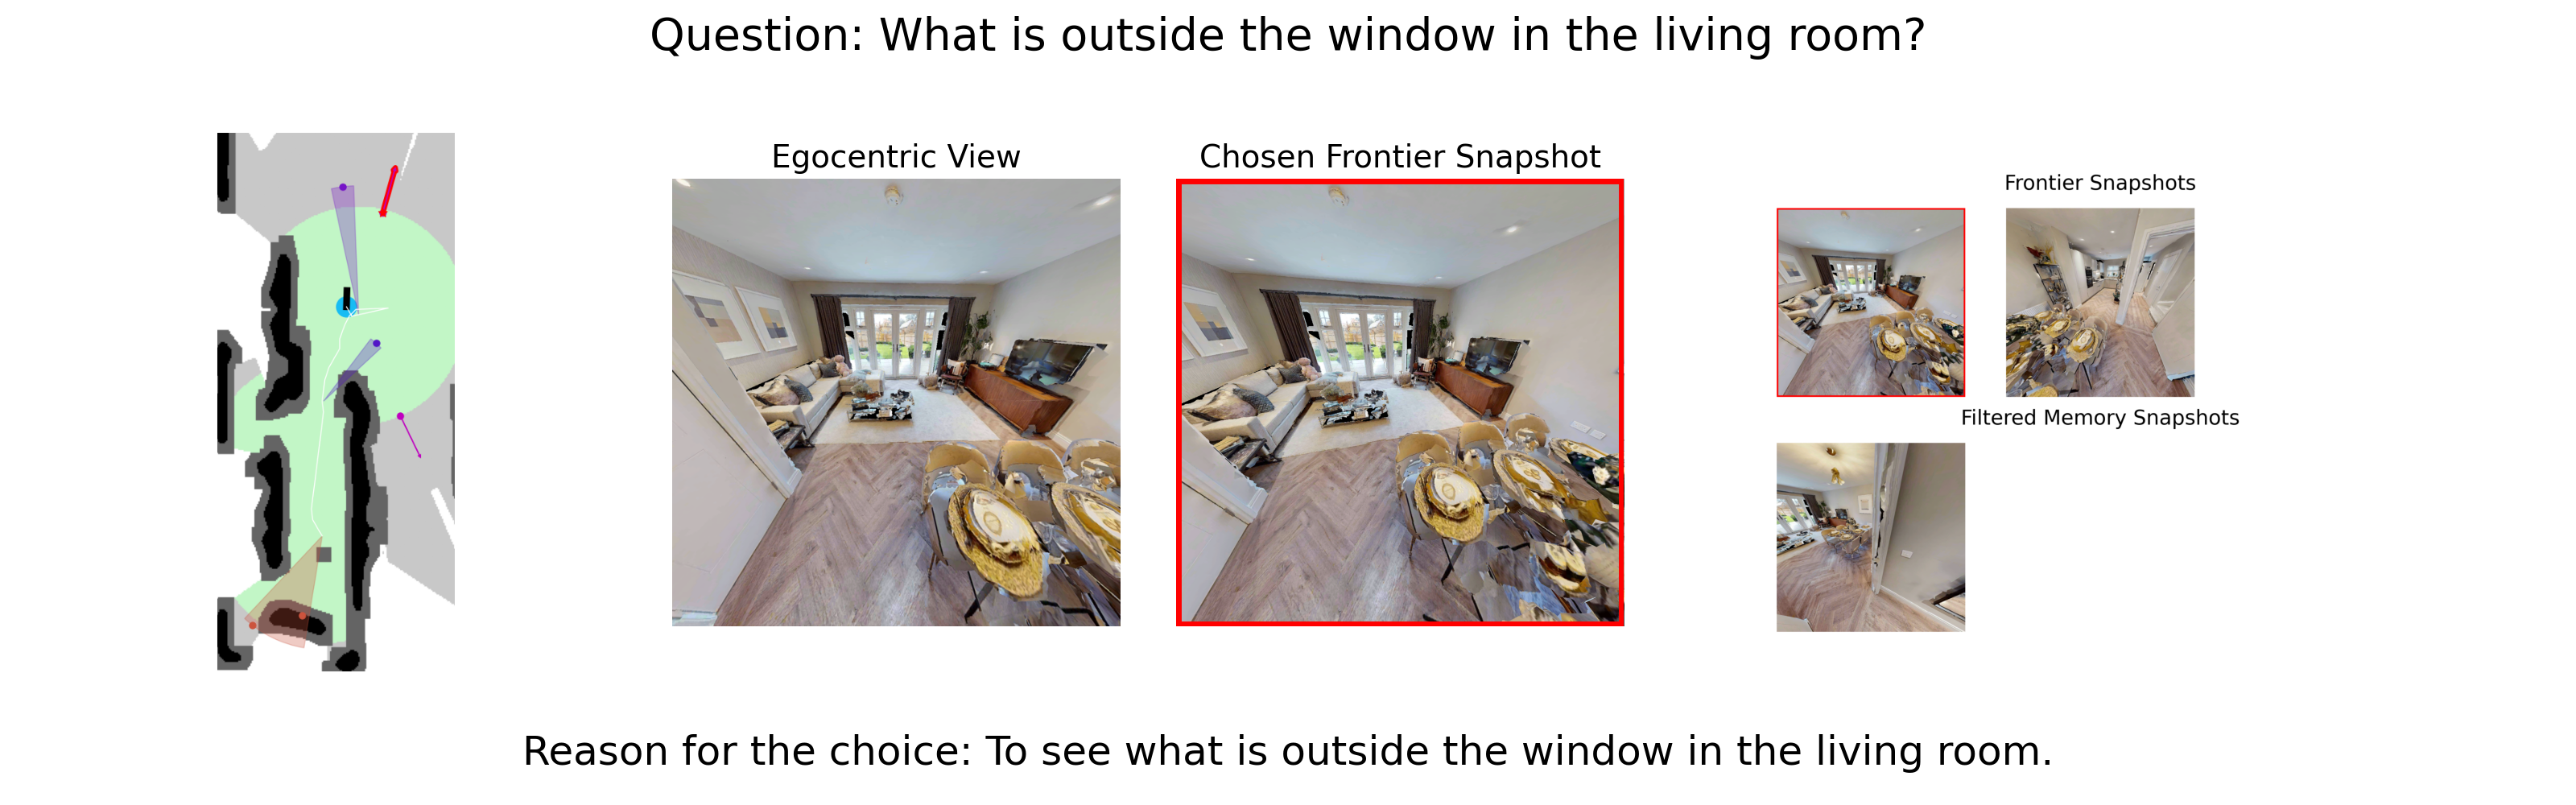 Question: What is outside the window in the living room?
Egocentric View
Chosen Frontier Snapshot
Frontier Snapshots
Filtered Memory Snapshots
Reason for the choice: To see what is outside the window in the living room.